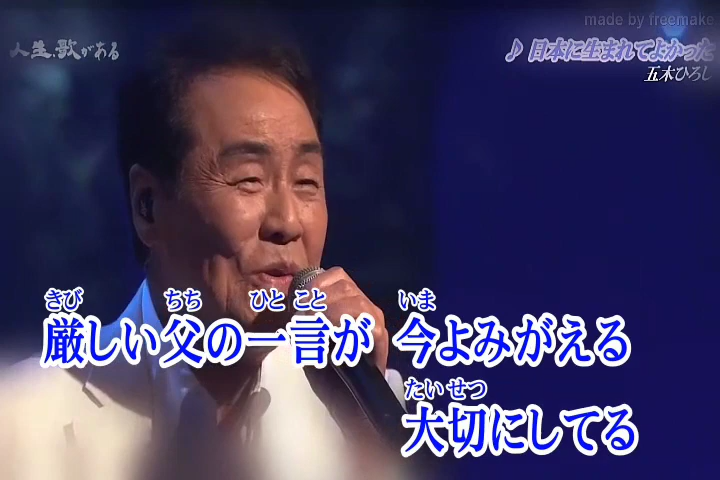 made by freemake
人生、歌がある
♪ 日本に生まれてよかった
五木ひろし
きび ちち ひとこと いま
厳しい父の一言が 今よみがえる
たいせつ
大切にしてる